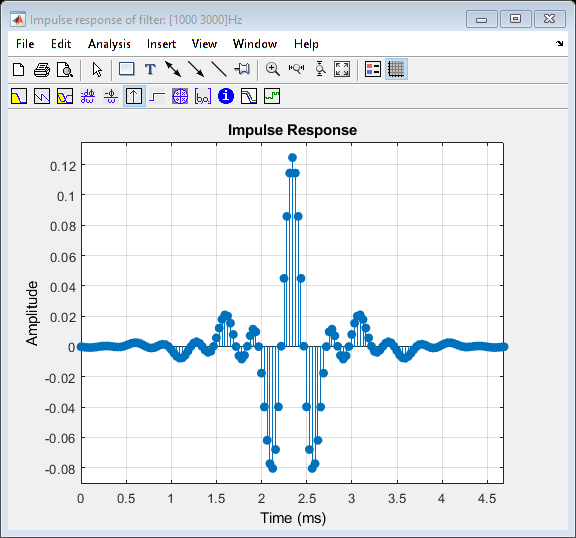 Impulse response of filter: [1000 3000]Hz
File Edit Analysis Insert View Window Help
T
[b,a] i
Impulse Response
0.12
0.1
0.08
0.06
0.04
0.02
0
-0.02
-0.04
-0.06
-0.08
Amplitude
0 0.5 1 1.5 2 2.5 3 3.5 4 4.5
Time (ms)